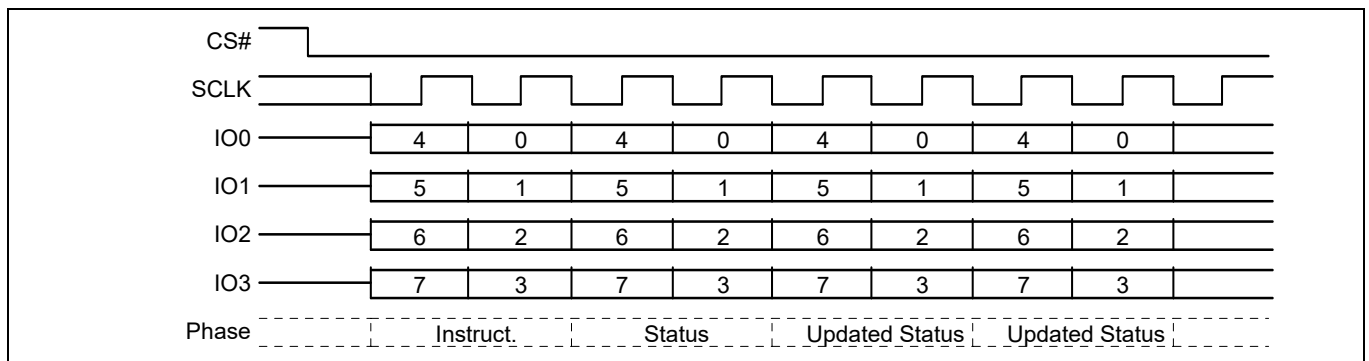 CS#
SCLK
IO0 4 0 4 0 4 0 4 0
IO1 5 1 5 1 5 1 5 1
IO2 6 2 6 2 6 2 6 2
IO3 7 3 7 3 7 3 7 3
Phase Instruct. Status Updated Status Updated Status